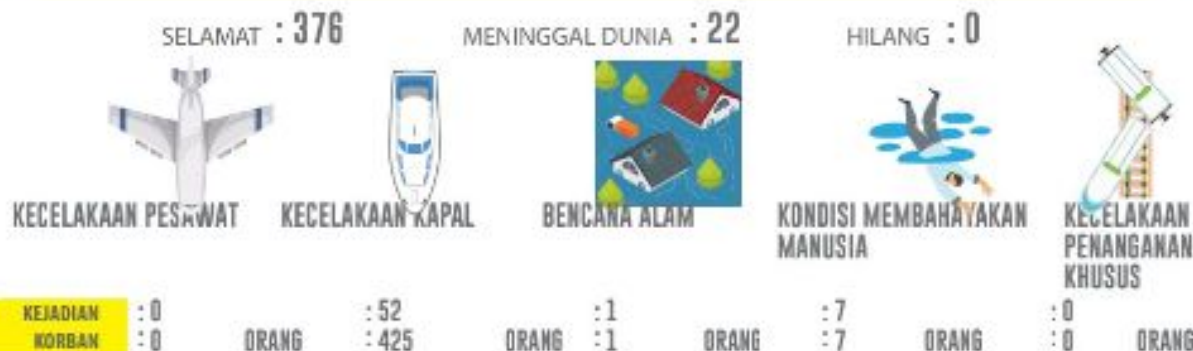 SELAMAT : 376 MENINGGAL DUNIA : 22 HILANG : 0
KECELAKAAN PESAWAT KECELAKAAN KAPAL BENCANA ALAM KONDISI MEMBAHAYAKAN MANUSIA KECELAKAAN PENANGANAN KHUSUS
KEJADIAN : 0 : 52 : 1 : 7 : 0
KORBAN : 0 ORANG : 425 ORANG : 1 ORANG : 7 ORANG : 0 ORANG